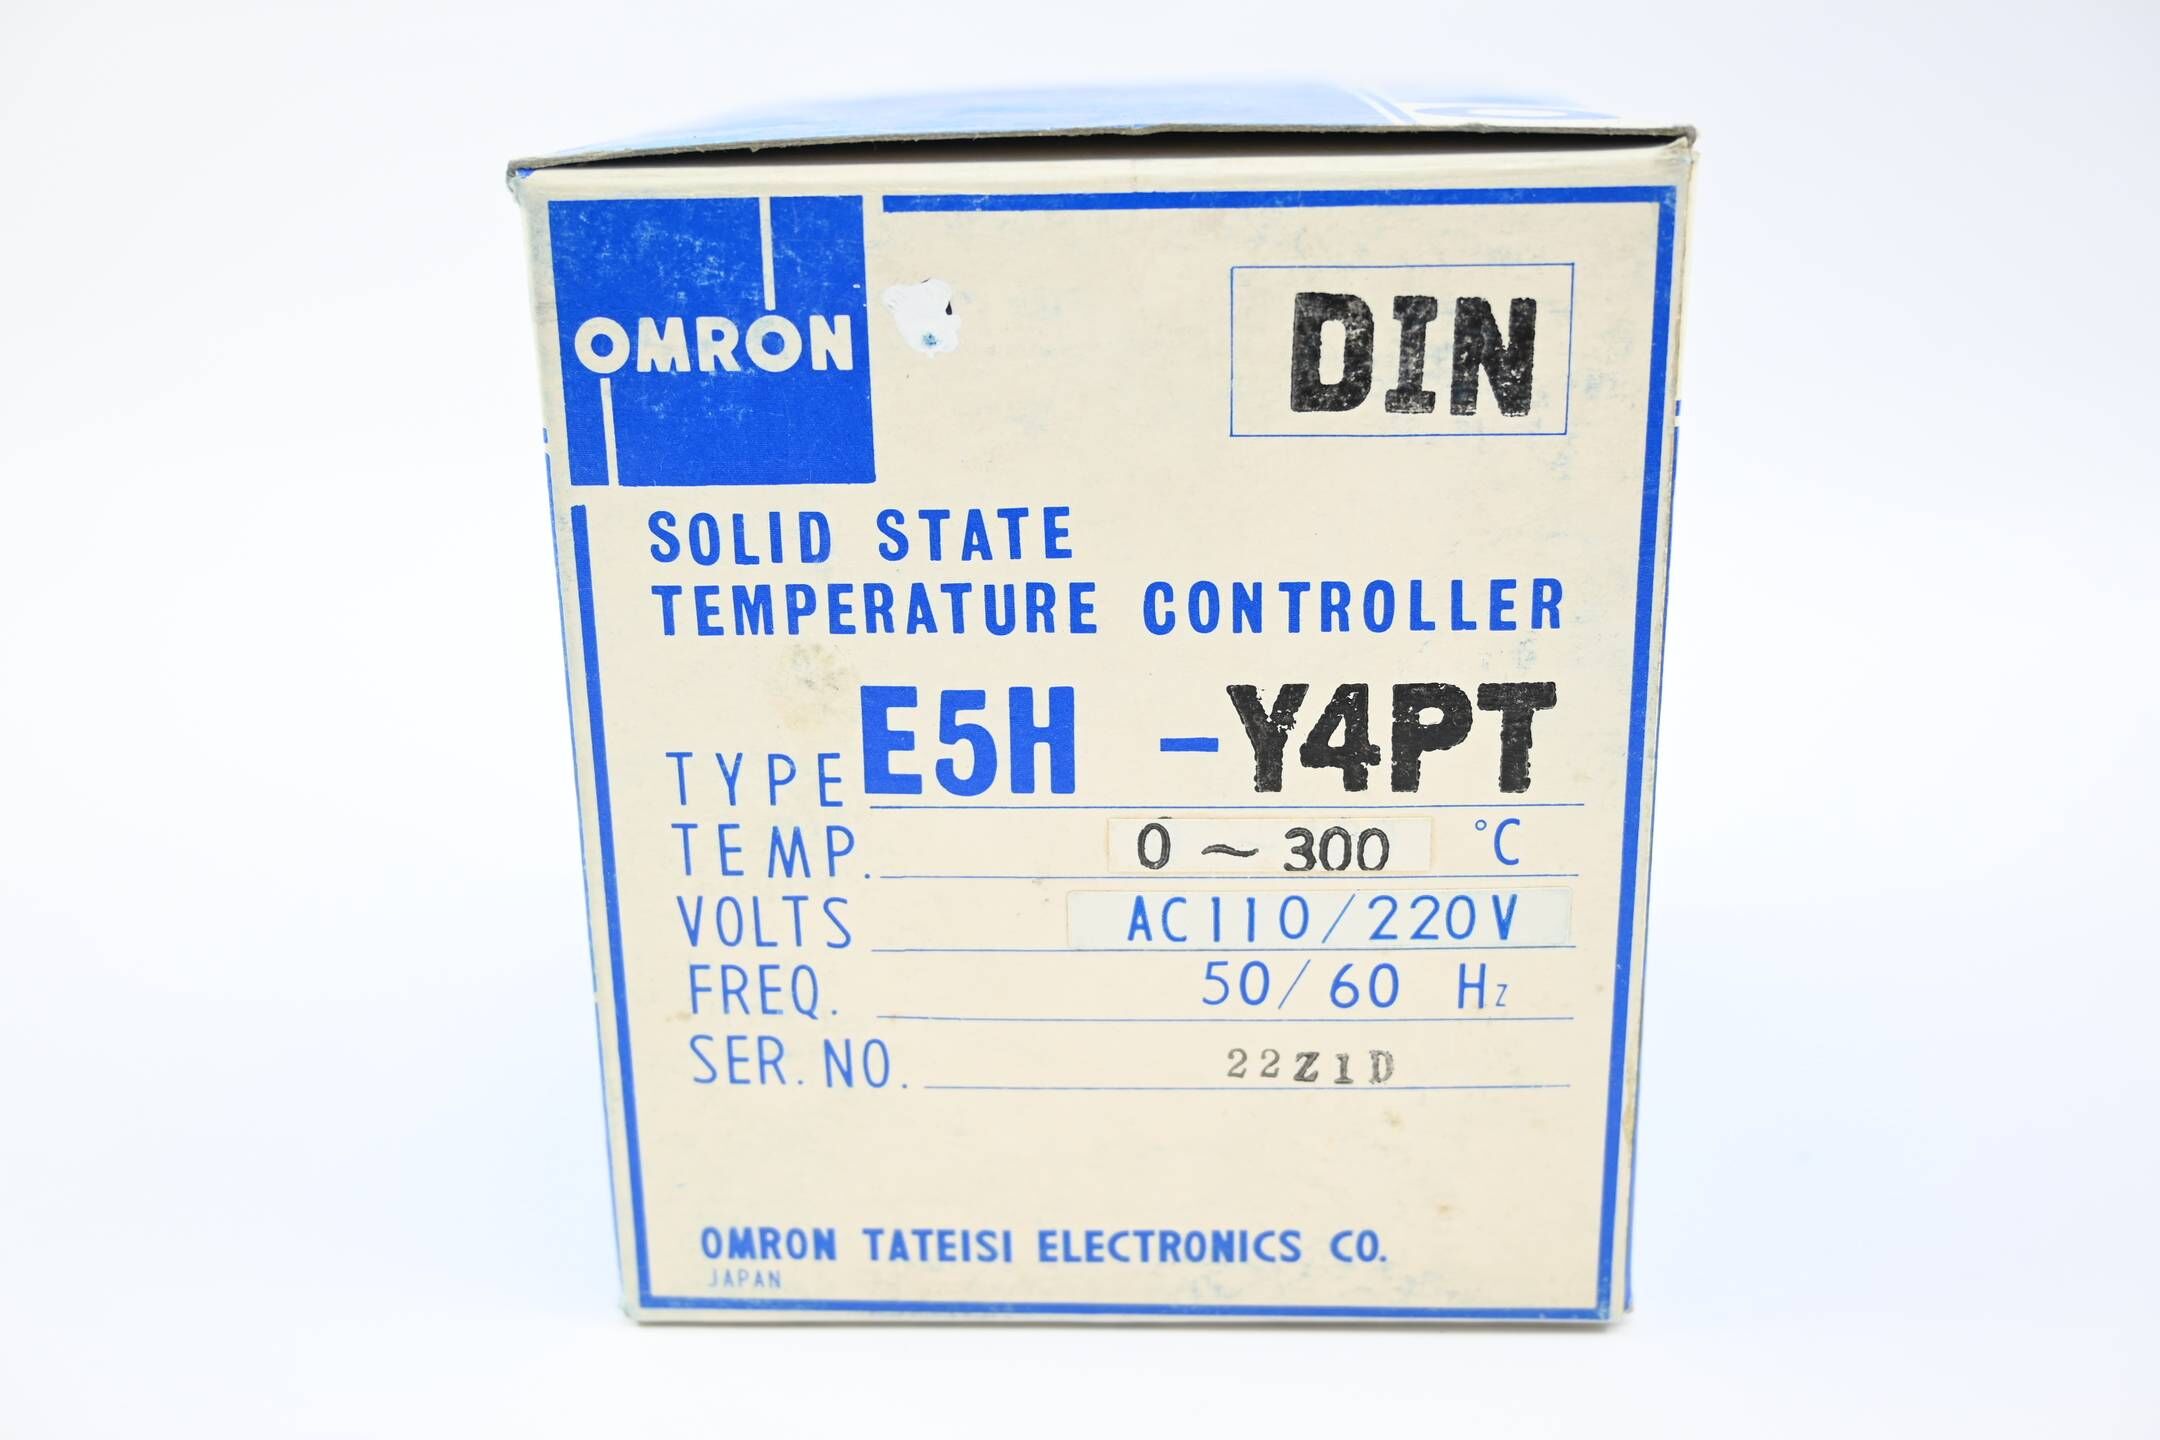 OMRON
DIN
SOLID STATE
TEMPERATURE CONTROLLER
TYPE E5H -Y4PT
TEMP. 0 ~ 300 °C
VOLTS AC110/220V
FREQ. 50/60 Hz
SER. NO. 22Z1D
OMRON TATEISI ELECTRONICS CO.
JAPAN